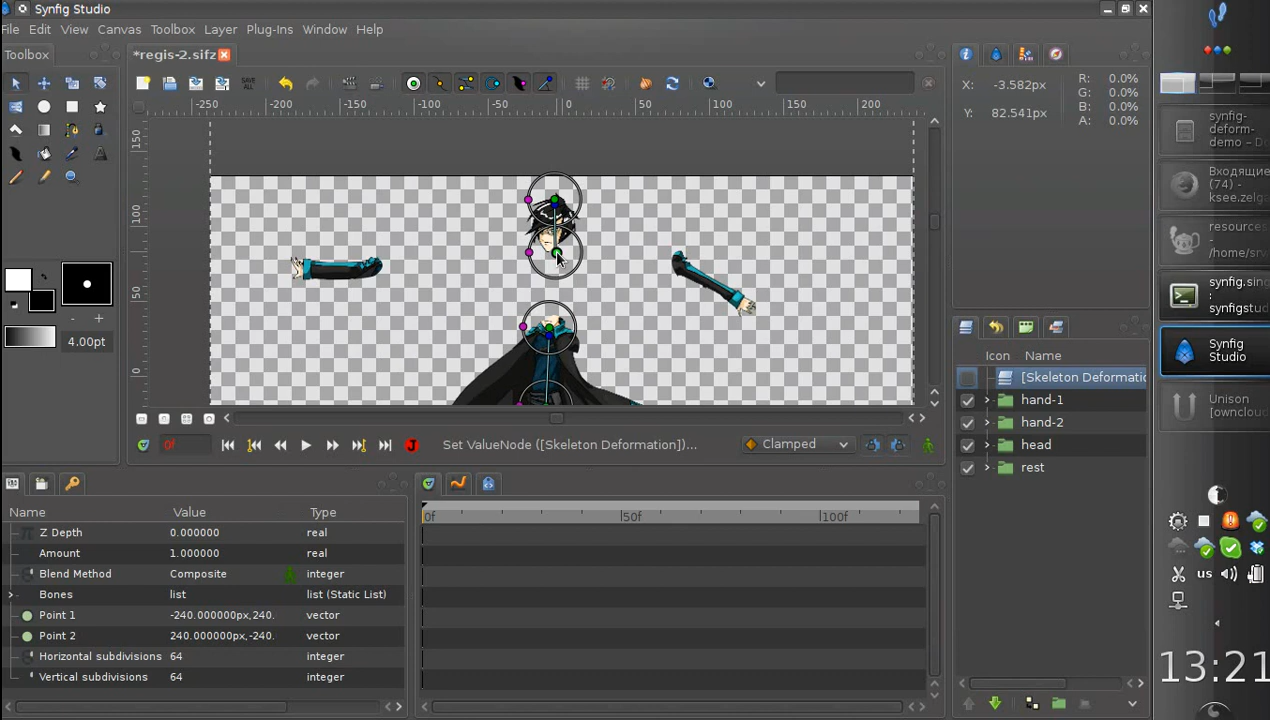 Synfig Studio
File Edit View Canvas Toolbox Layer Plug-Ins Window Help
Toolbox
*regis-2.sifz
SAVE ALL
-250 -200 -150 -100 -50 0 50 100 150 200
150
100
50
0
4.00pt
0f
Set ValueNode ([Skeleton Deformation])...
Clamped
Name Value Type
Z Depth 0.000000 real
Amount 1.000000 real
Blend Method Composite integer
Bones list list (Static List)
Point 1 -240.000000px,240. vector
Point 2 240.000000px,-240. vector
Horizontal subdivisions 64 integer
Vertical subdivisions 64 integer
0f 50f 100f
X: -3.582px
Y: 82.541px
R: 0.0%
G: 0.0%
B: 0.0%
A: 0.0%
Icon Name
[Skeleton Deformatic
hand-1
hand-2
head
rest
synfig-
deform-
demo – D
Входящие
(74) -
ksee.zelga
resources
synfig.sing
:
synfigstud
Synfig
Studio
Unison
[ownclou
us
13:21